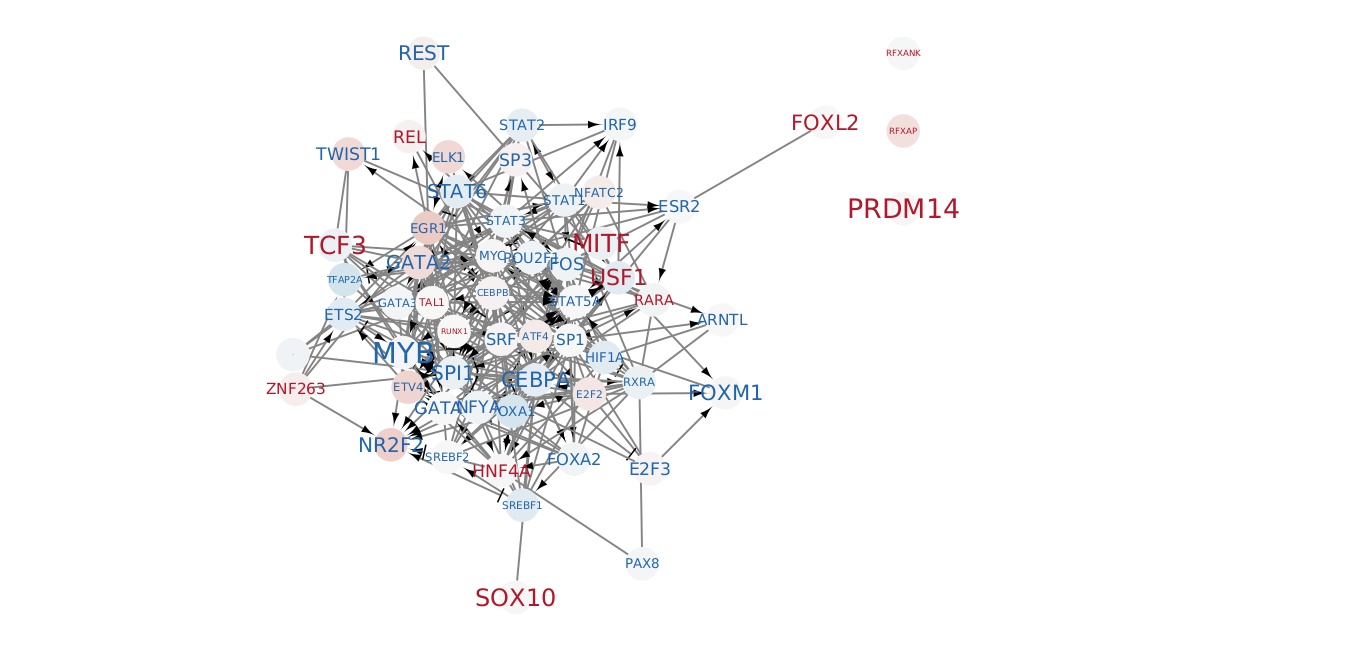 REST
RFXANK
FOXL2
STAT2
IRF9
RFXAP
REL
TWIST1
ELK1
SP3
STAT6
NFATC2
STAT1
ESR2
PRDM14
STAT3
EGR1
TCF3
MITF
MYC
POU2F1
GATA2
FOS
TFAP2A
USF1
CEBPB
GATA3
TAL1
STAT5A
RARA
ETS2
ARNTL
RUNX1
SRF
ATF4
SP1
MYB
HIF1A
SPI1
CEBPA
RXRA
ZNF263
ETV4
E2F2
FOXM1
GATA
NFYA
OXA1
NR2F2
SREBF2
HNF4A
FOXA2
E2F3
SREBF1
PAX8
SOX10